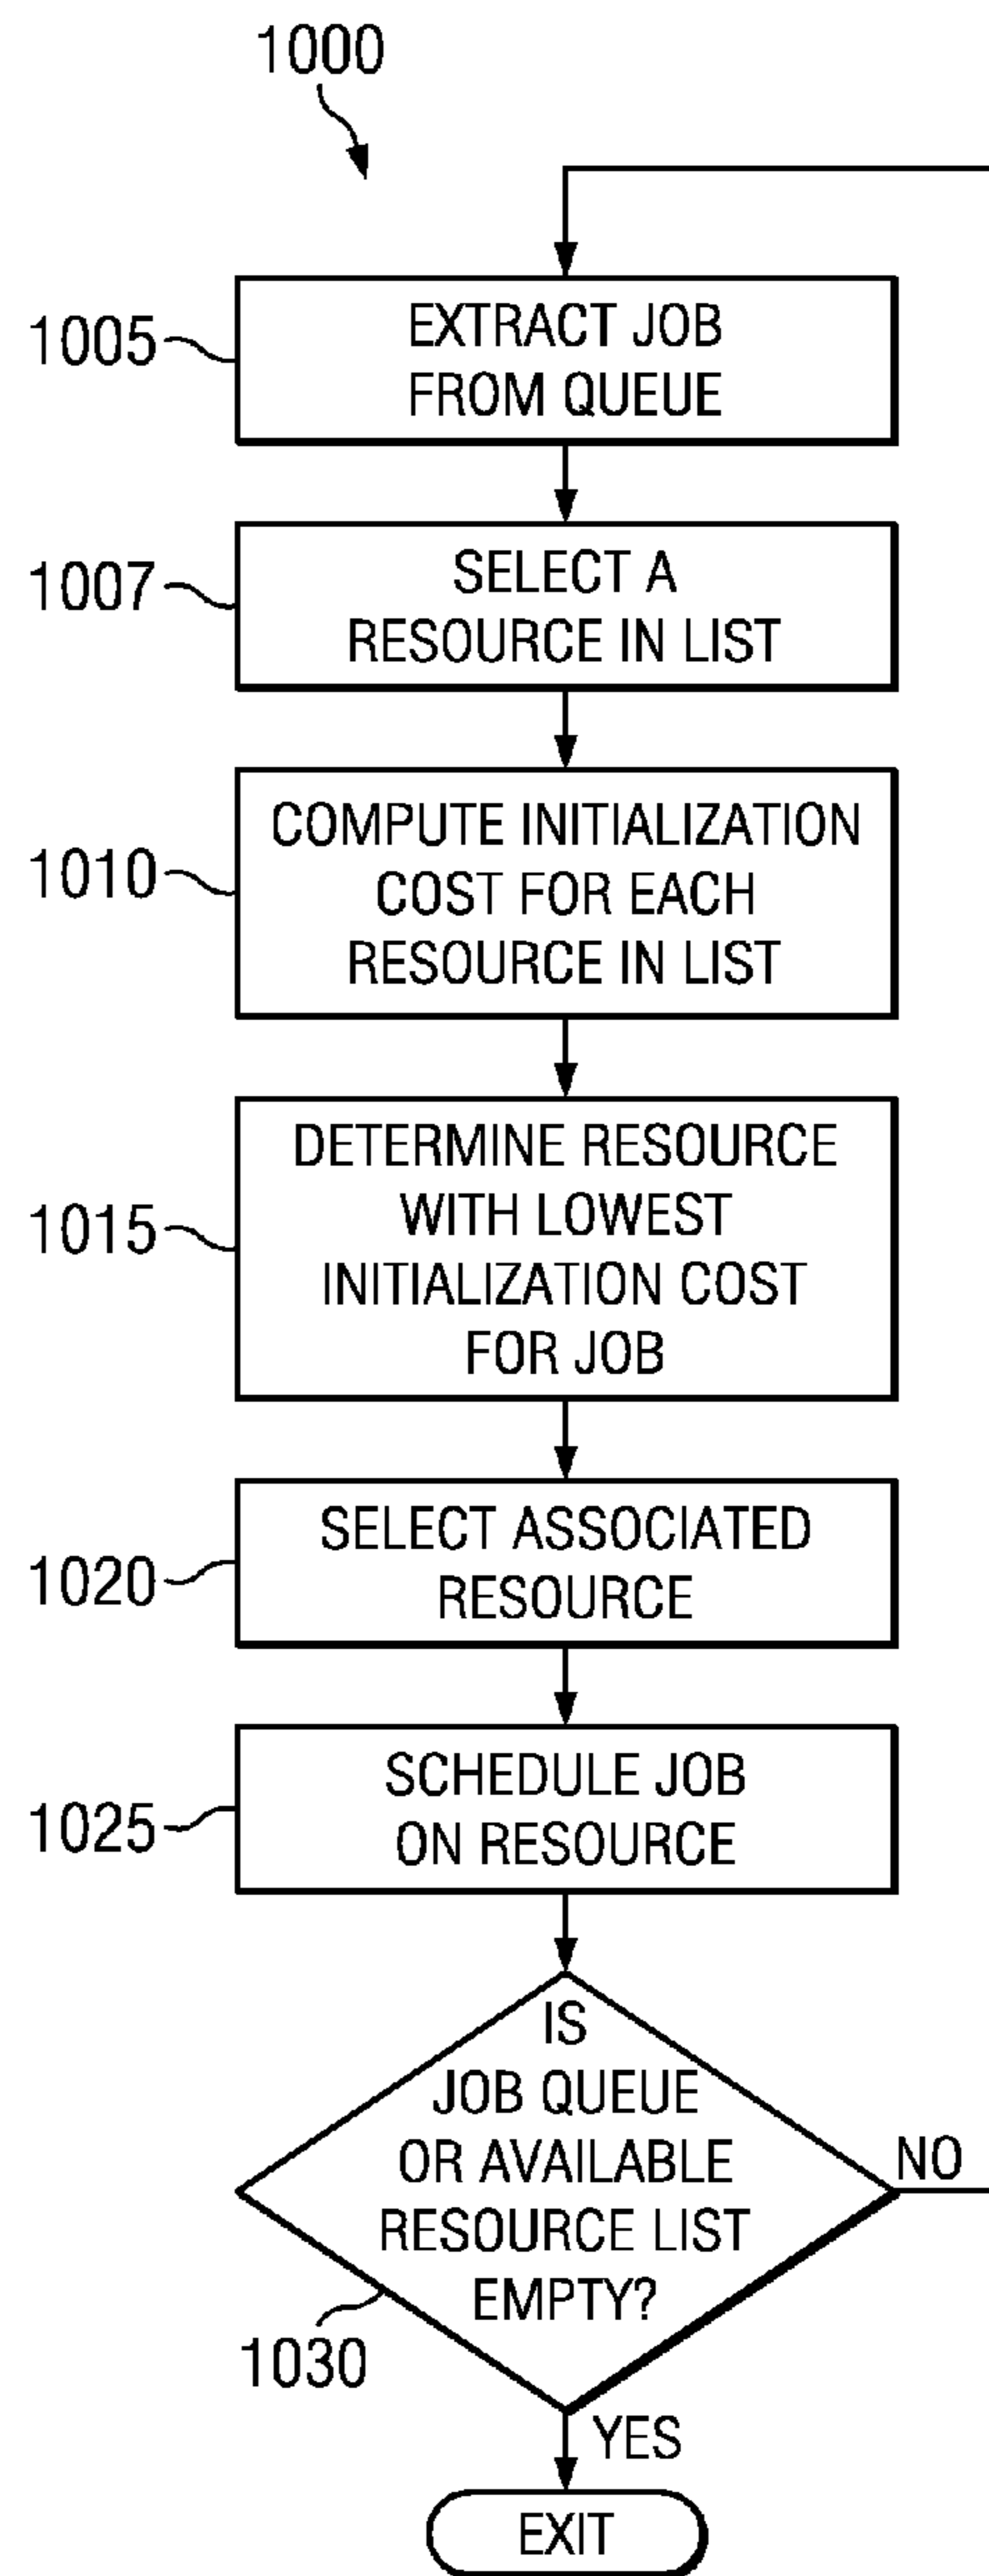 1000
1005
EXTRACT JOB
FROM QUEUE
1007
SELECT A
RESOURCE IN LIST
1010
COMPUTE INITIALIZATION
COST FOR EACH
RESOURCE IN LIST
1015
DETERMINE RESOURCE
WITH LOWEST
INITIALIZATION COST
FOR JOB
1020
SELECT ASSOCIATED
RESOURCE
1025
SCHEDULE JOB
ON RESOURCE
IS
JOB QUEUE
OR AVAILABLE
RESOURCE LIST
EMPTY?
NO
1030
YES
EXIT